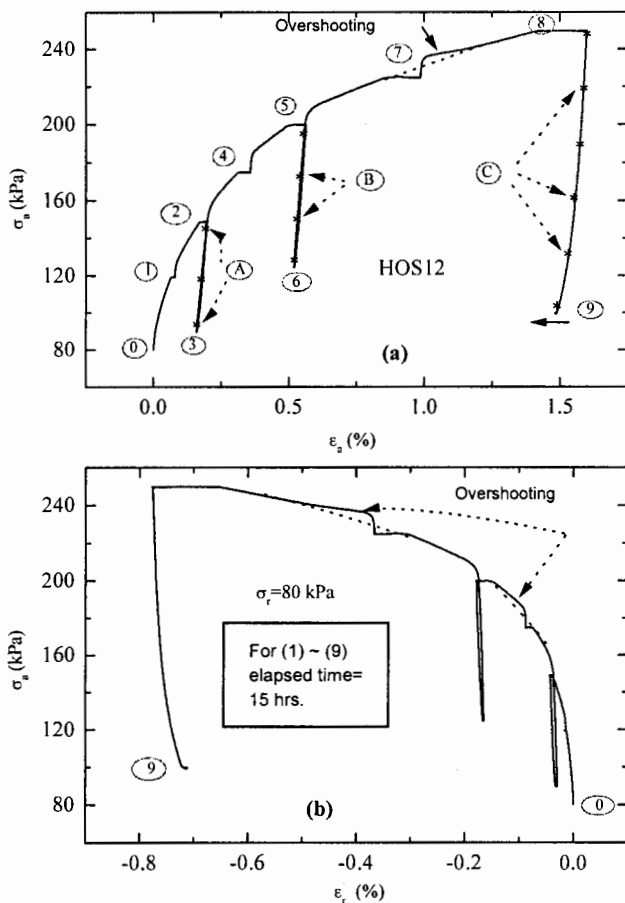 Overshooting
8
7
240
5
200
4
σa (kPa)
B
C
160
2
A
6
HOS12
1
120
9
0
3
80
(a)
0.0 0.5 1.0 1.5
εa (%)
240
Overshooting
200
σr=80 kPa
σa (kPa)
160
For (1) ~ (9)
elapsed time=
15 hrs.
120
9
80
(b)
0
-0.8 -0.6 -0.4 -0.2 0.0
εr (%)